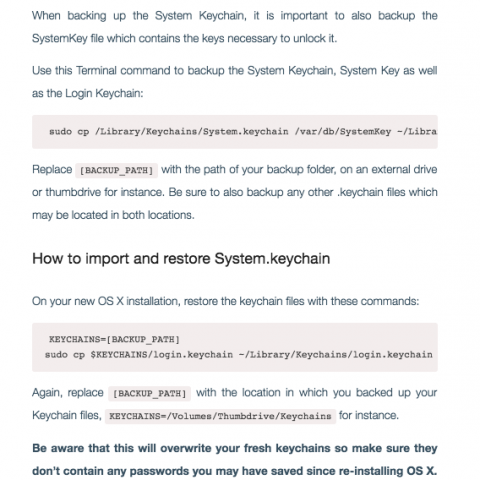 When backing up the System Keychain, it is important to also backup the
SystemKey file which contains the keys necessary to unlock it.
Use this Terminal command to backup the System Keychain, System Key as well
as the Login Keychain:
sudo cp /Library/Keychains/System.keychain /var/db/SystemKey ~/Libra
Replace [BACKUP_PATH] with the path of your backup folder, on an external drive
or thumbdrive for instance. Be sure to also backup any other .keychain files which
may be located in both locations.
How to import and restore System.keychain
On your new OS X installation, restore the keychain files with these commands:
KEYCHAINS=[BACKUP_PATH]
sudo cp $KEYCHAINS/login.keychain ~/Library/Keychains/login.keychain
Again, replace [BACKUP_PATH] with the location in which you backed up your
Keychain files, KEYCHAINS=/Volumes/Thumbdrive/Keychains for instance.
Be aware that this will overwrite your fresh keychains so make sure they
don't contain any passwords you may have saved since re-installing OS X.